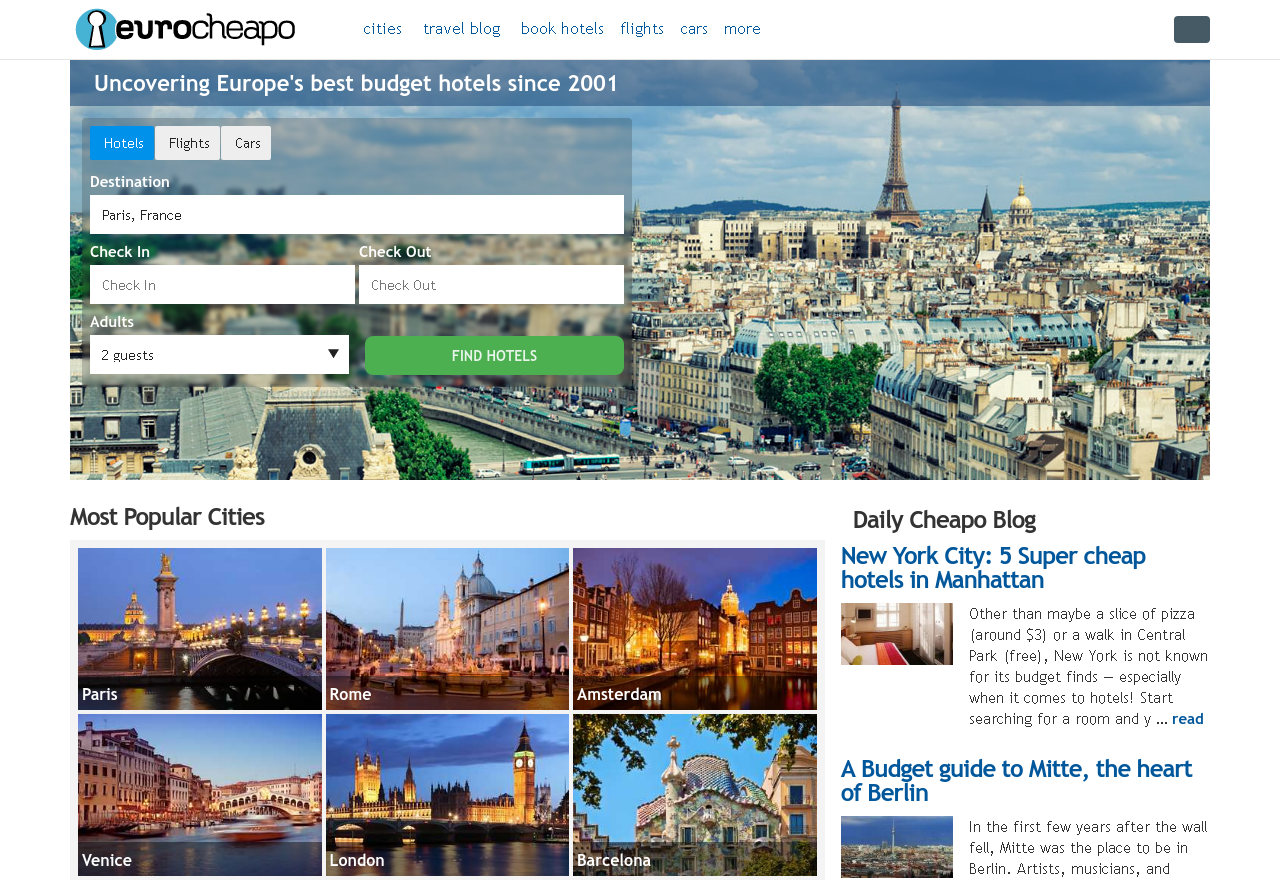 eurocheapo
cities travel blog book hotels flights cars more
Uncovering Europe's best budget hotels since 2001
Hotels Flights Cars
Destination
Paris, France
Check In Check Out
Check In Check Out
Adults
2 guests
FIND HOTELS
Most Popular Cities
Paris Rome Amsterdam
Venice London Barcelona
Daily Cheapo Blog
New York City: 5 Super cheap
hotels in Manhattan
Other than maybe a slice of pizza
(around $3) or a walk in Central
Park (free), New York is not known
for its budget finds — especially
when it comes to hotels! Start
searching for a room and y ... read
A Budget guide to Mitte, the heart
of Berlin
In the first few years after the wall
fell, Mitte was the place to be in
Berlin. Artists, musicians, and